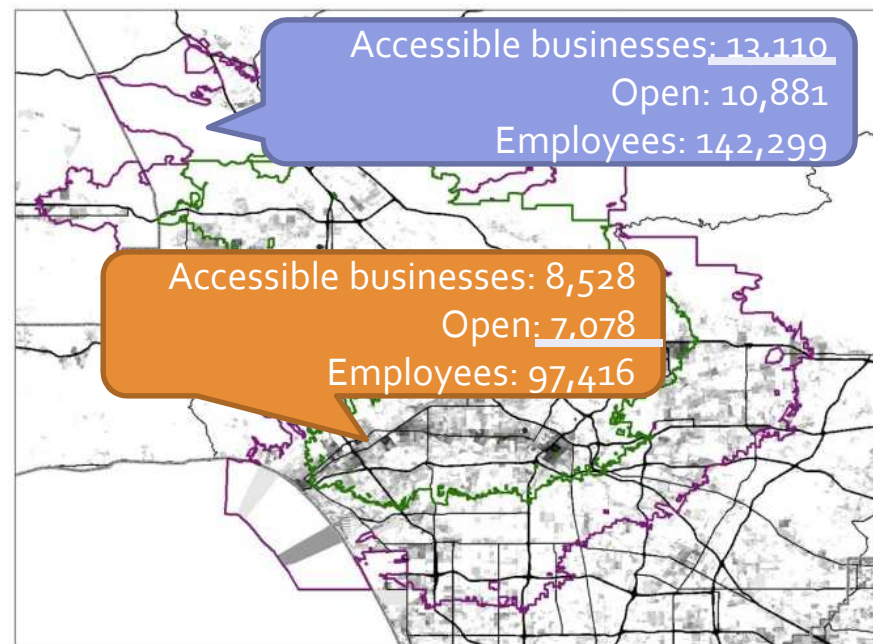 Accessible businesses: 13,110
Open: 10,881
Employees: 142,299
Accessible businesses: 8,528
Open: 7,078
Employees: 97,416